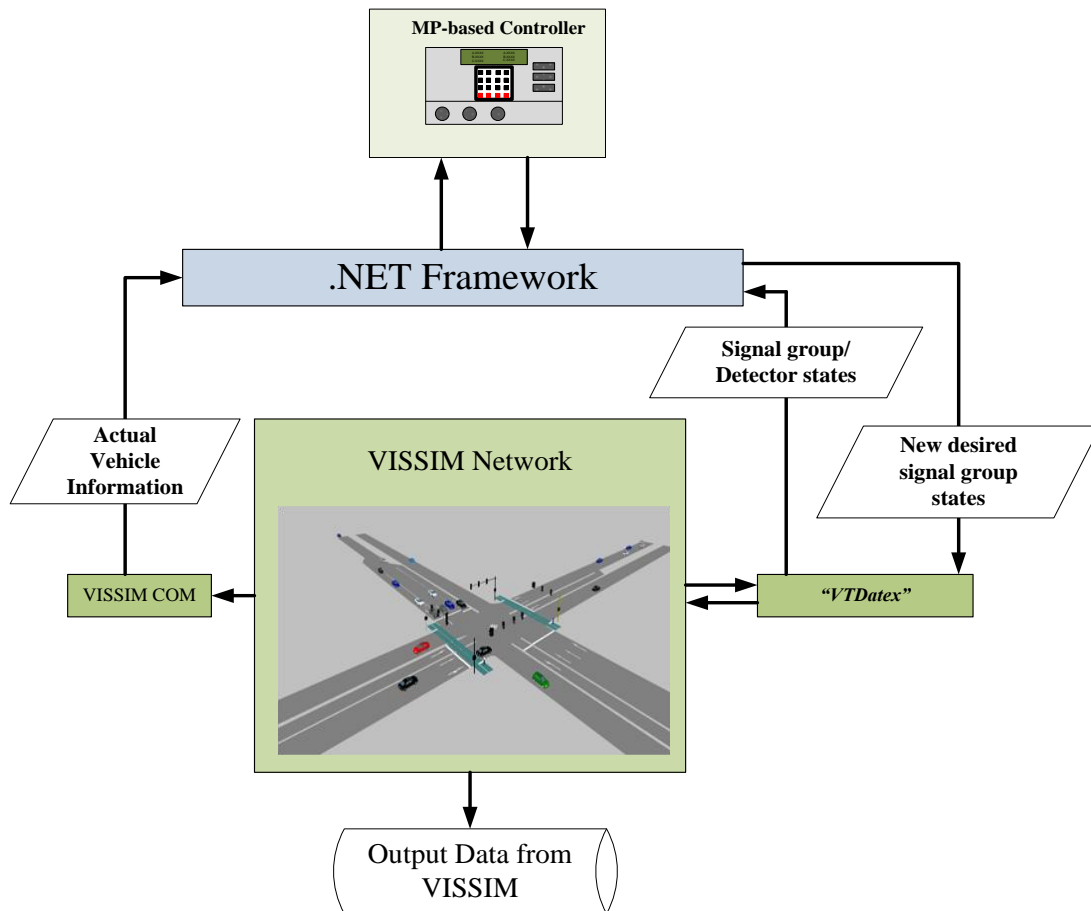 MP-based Controller
.NET Framework
Signal group/
Detector states
Actual
Vehicle
Information
VISSIM Network
New desired
signal group
states
VISSIM COM
“VTDatex”
Output Data from
VISSIM